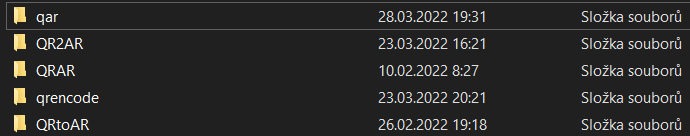 qar 28.03.2022 19:31 Složka souborů
QR2AR 23.03.2022 16:21 Složka souborů
QRAR 10.02.2022 8:27 Složka souborů
qrencode 23.03.2022 20:21 Složka souborů
QRtoAR 26.02.2022 19:18 Složka souborů